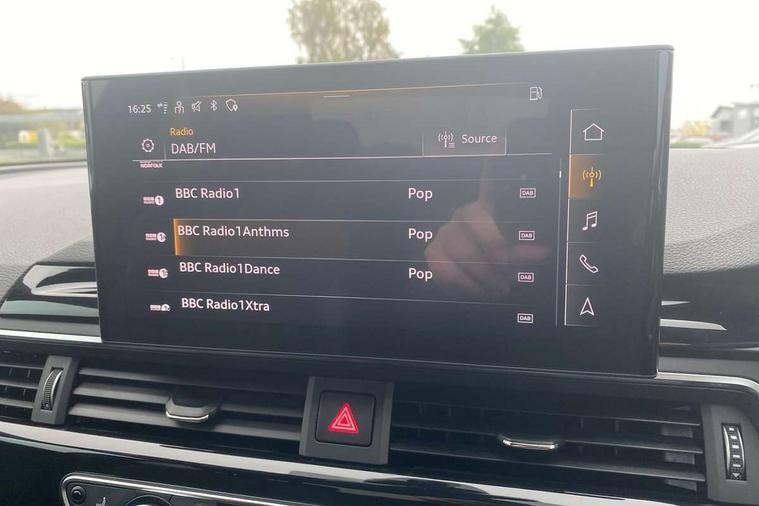 16:25
Radio
DAB/FM
Source
NORFOLK
BBC Radio1 Pop DAB
BBC Radio1Anthms Pop DAB
BBC Radio1Dance Pop DAB
BBC Radio1Xtra DAB